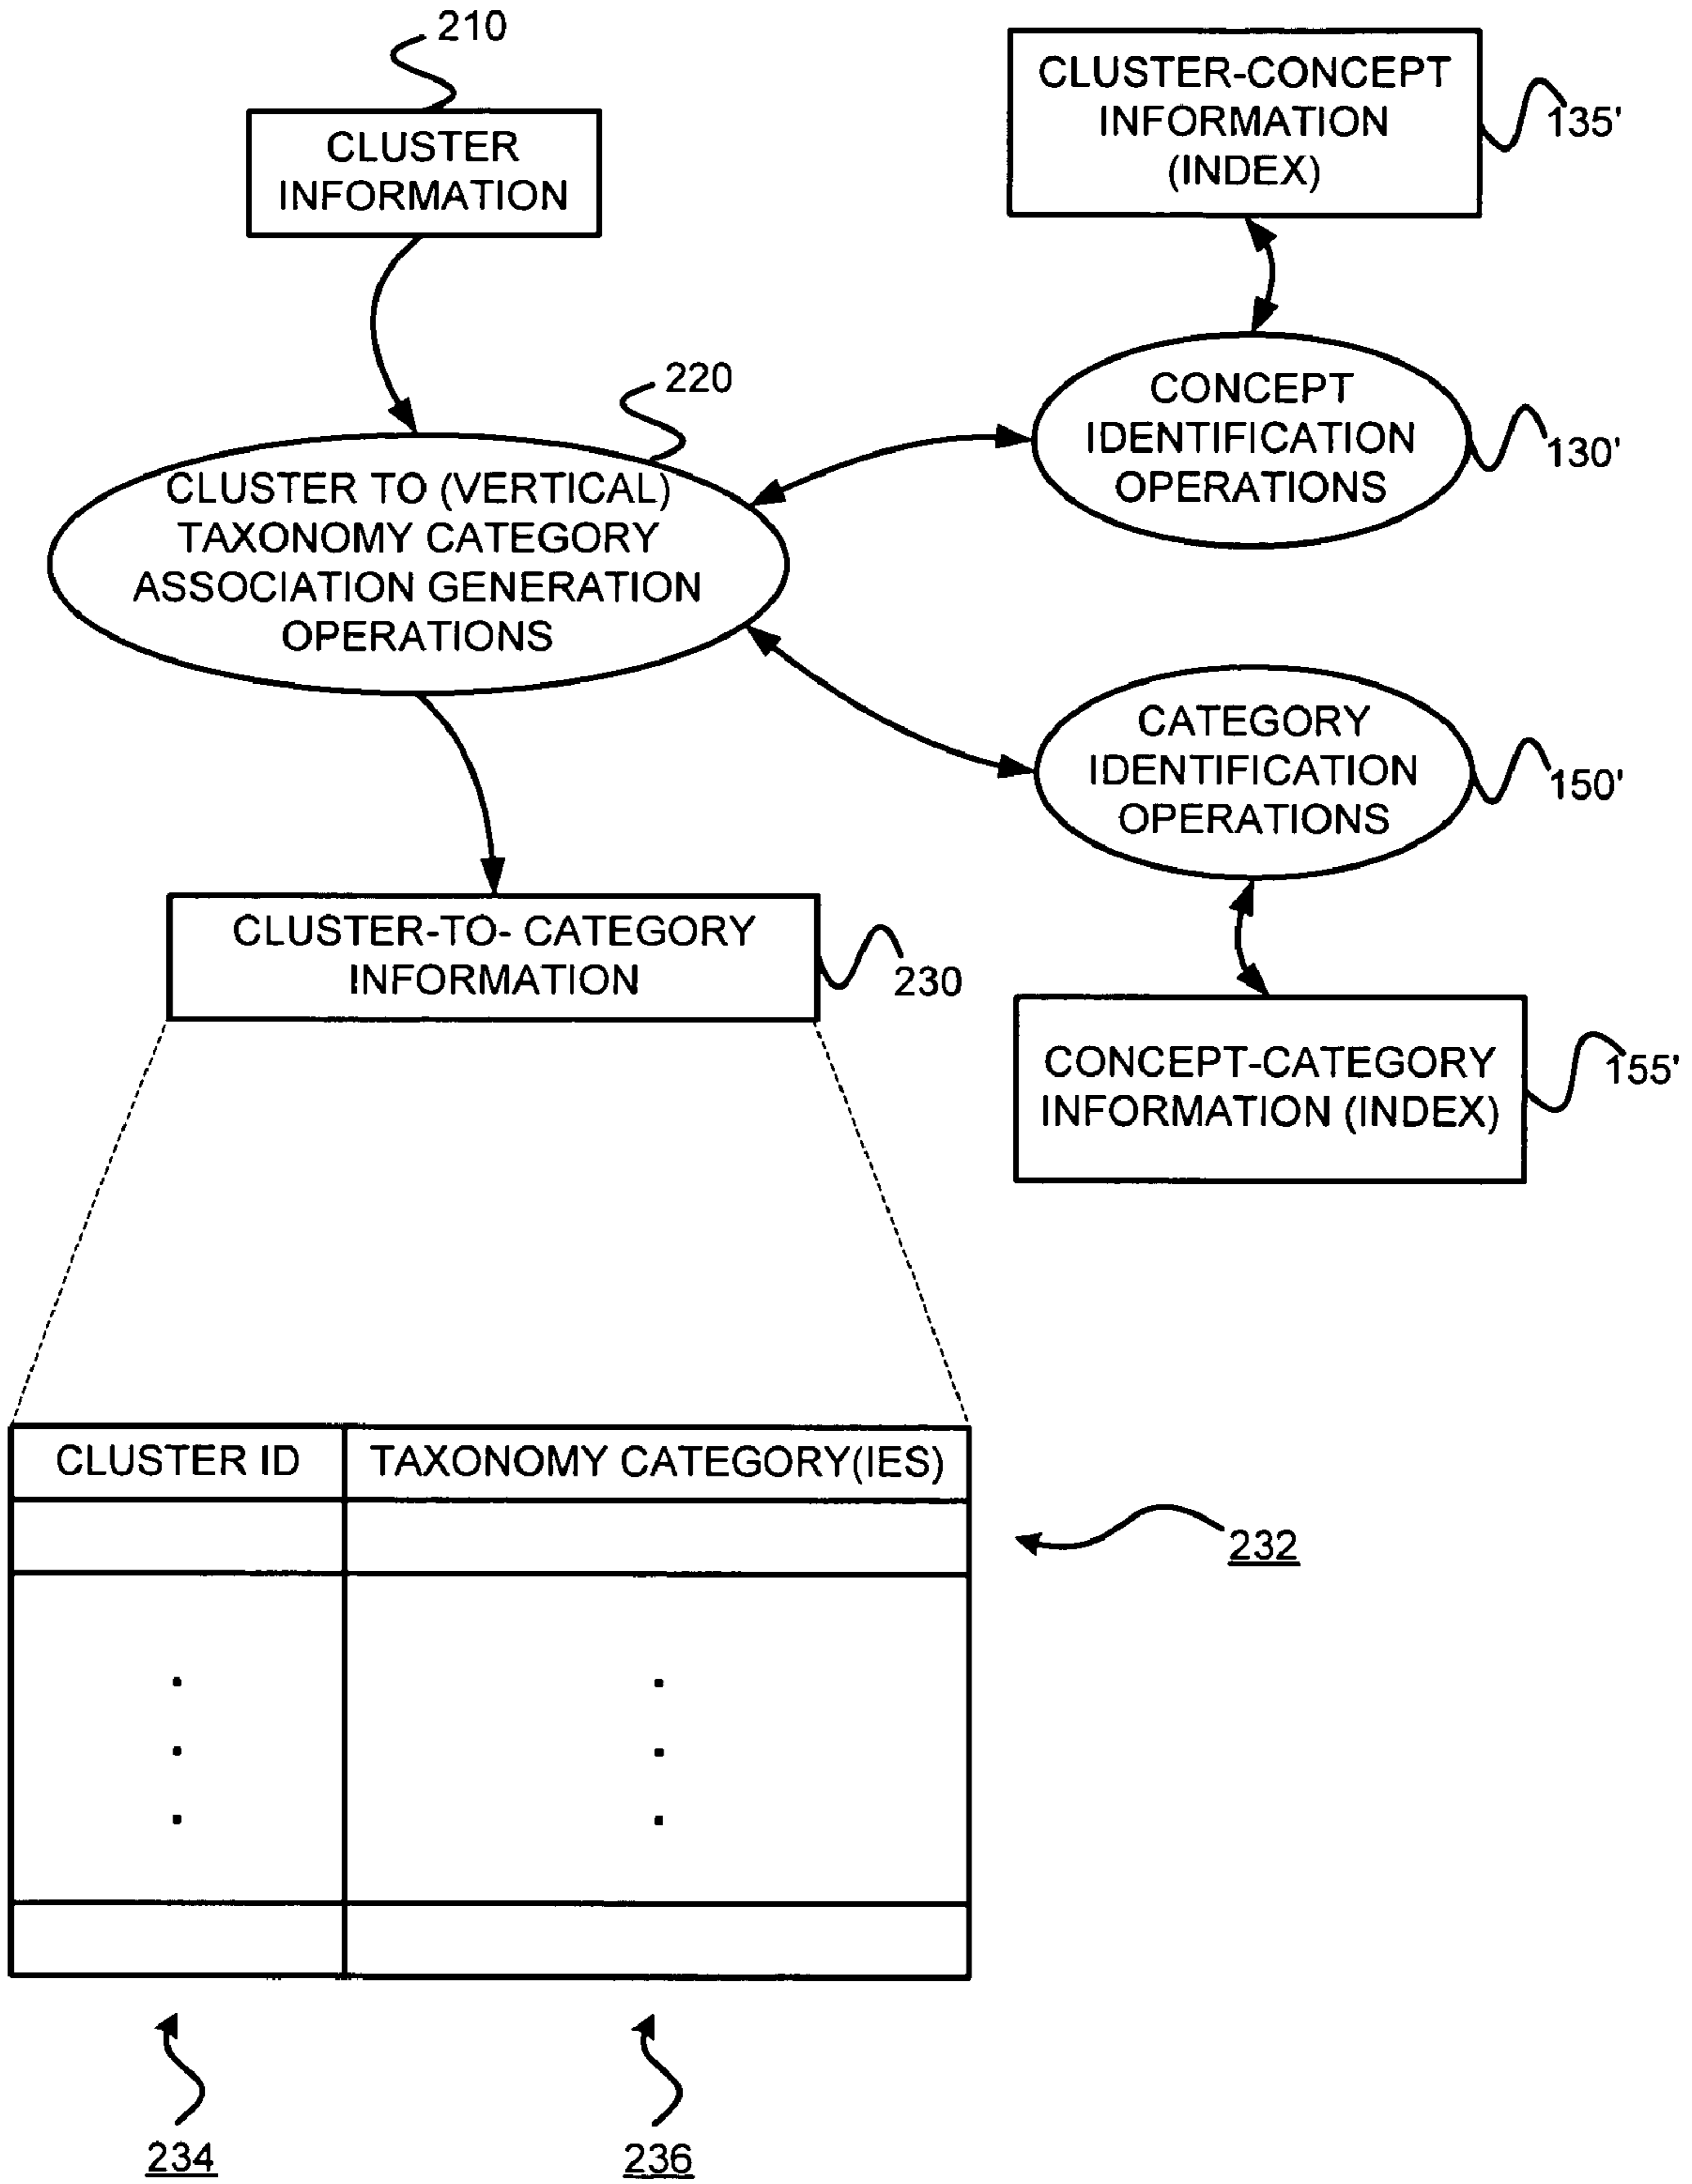 210
CLUSTER
INFORMATION
CLUSTER-CONCEPT
INFORMATION
(INDEX)
135'
220
CLUSTER TO (VERTICAL)
TAXONOMY CATEGORY
ASSOCIATION GENERATION
OPERATIONS
CONCEPT
IDENTIFICATION
OPERATIONS
130'
CATEGORY
IDENTIFICATION
OPERATIONS
150'
CLUSTER-TO- CATEGORY
INFORMATION
230
CONCEPT-CATEGORY
INFORMATION (INDEX)
155'
CLUSTER ID
TAXONOMY CATEGORY(IES)
232
234
236